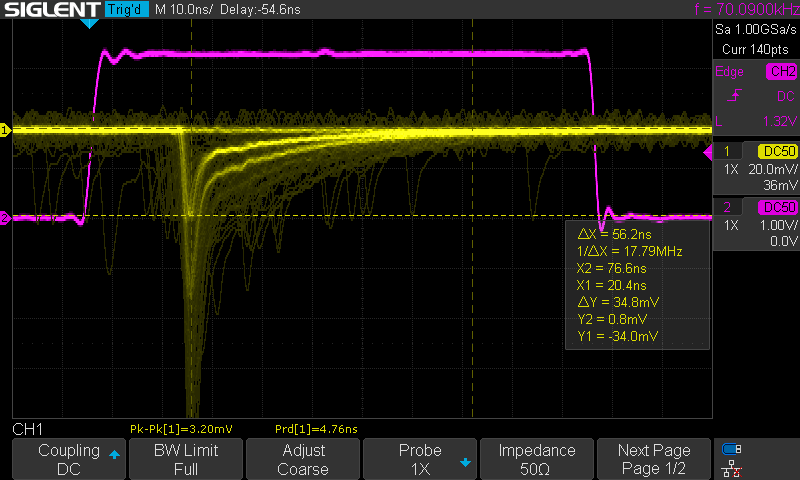 SIGLENT Trig'd M 10.0ns/ Delay:-54.6ns f = 70.0900kHz
Sa 1.00GSa/s
Curr 140pts
Edge CH2
DC
L 1.32V
1 DC50
1X 20.0mV/
36mV
2 DC50
1X 1.00V/
0.0V
1
2
ΔX = 56.2ns
1/ΔX = 17.79MHz
X2 = 76.6ns
X1 = 20.4ns
ΔY = 34.8mV
Y2 = 0.8mV
Y1 = -34.0mV
CH1 Pk-Pk[1]=3.20mV Prd[1]=4.76ns
Coupling BW Limit Adjust Probe Impedance Next Page
DC Full Coarse 1X 50Ω Page 1/2